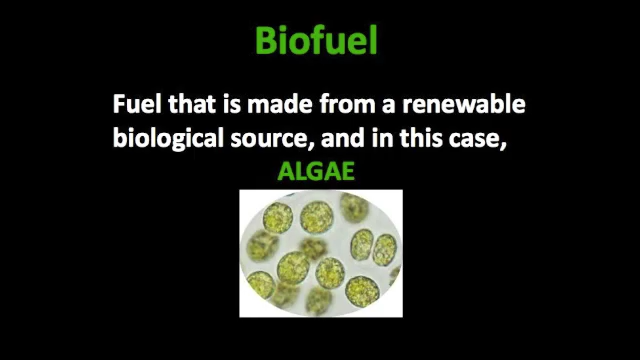 Biofuel
Fuel that is made from a renewable
biological source, and in this case,
ALGAE